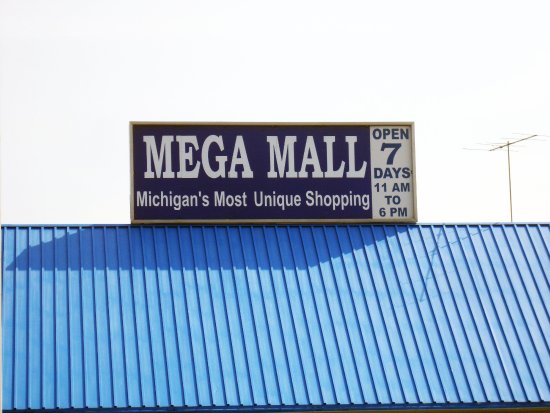 MEGA MALL
Michigan's Most Unique Shopping
OPEN
7
DAYS
11 AM
TO
6 PM